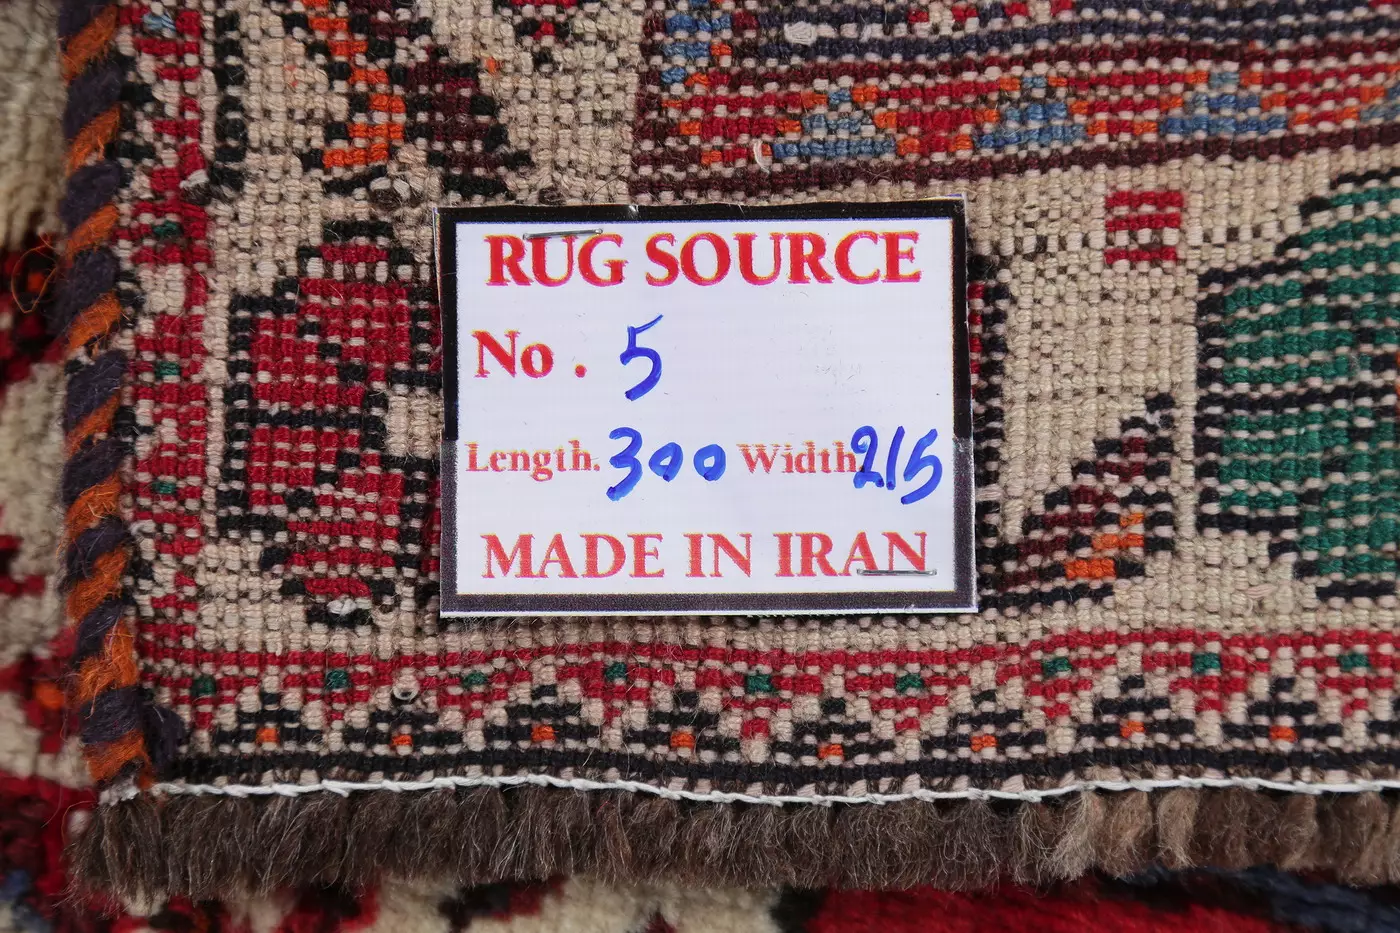 RUG SOURCE
No . 5
Length. 300 Width. 215
MADE IN IRAN